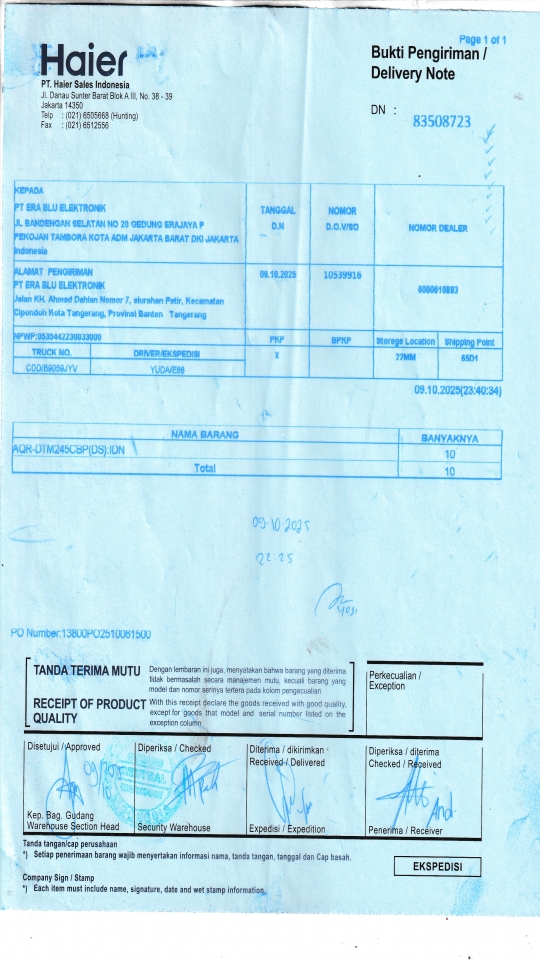 Page 1 of 1
Haier
Bukti Pengiriman /
Delivery Note
PT. Haier Sales Indonesia
Jl. Danau Sunter Barat Blok A III, No. 38 - 39
Jakarta 14350
Telp : (021) 6505668 (Hunting)
Fax : (021) 6512556
DN : 83508723
KEPADA
PT ERA BLU ELEKTRONIK
JL BANDENGAN SELATAN NO 20 GEDUNG ERAJAYA P
PEKOJAN TAMBORA KOTA ADM JAKARTA BARAT DKI JAKARTA
Indonesia
TANGGAL
D.N
NOMOR
D.O./SO
NOMOR DEALER
ALAMAT PENGIRIMAN
PT ERA BLU ELEKTRONIK
Jalan KH. Ahmad Dahlan Nomor 7, elurahan Petir, Kecamatan
Cipondoh Kota Tangerang, Provinsi Banten Tangerang
09.10.2025
10539916
6000610893
NPWP:0535442230033000
PKP
BPKP
Storege Location
Shipping Point
TRUCK NO.
DRIVER/EKSPEDISI
X
22MM
65D1
YUDA/E66
09.10.2025(23:40:34)
NAMA BARANG
BANYAKNYA
AQR-DTM245CBP(DS);IDN
10
Total
10
09-10-2025
22-25
Yogi
PO Number:13800PO2510061500
TANDA TERIMA MUTU
Dengan lembaran ini juga, menyatakan bahwa barang yang diterima
tidak bermasalah secara manajemen mutu, kecuali barang yang
model dan nomor serinya tertera pada kolom pengecualian
RECEIPT OF PRODUCT
QUALITY
With this receipt declare the goods received with good quality,
except for goods that model and serial number listed on the
exception column
Perkecualian /
Exception
Disetujui / Approved
Diperiksa / Checked
Diterima / dikirimkan
Received / Delivered
Diperiksa / diterima
Checked / Received
Andi
Kep. Bag. Gudang
Warehouse Section Head
Security Warehouse
Expedisi / Expedition
Penerima / Receiver
Tanda tangan/cap perusahaan
*) Setiap penerimaan barang wajib menyertakan informasi nama, tanda tangan, tanggal dan Cap basah.
EKSPEDISI
Company Sign / Stamp
*) Each item must include name, signature, date and wet stamp information